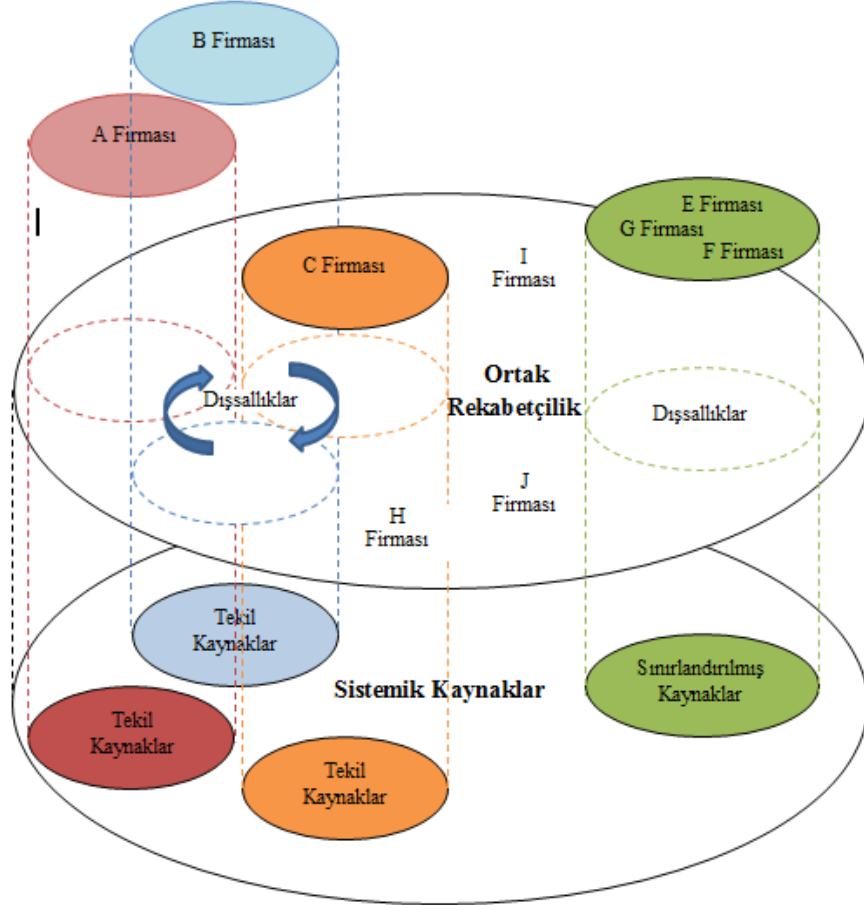 B Firması
A Firması
E Firması
G Firması
F Firması
C Firması
I
Firması
Ortak
Rekabetçilik
Dışsallıklar
Dışsallıklar
J
Firması
H
Firması
Tekil
Kaynaklar
Sınırlandırılmış
Kaynaklar
Sistemik Kaynaklar
Tekil
Kaynaklar
Tekil
Kaynaklar